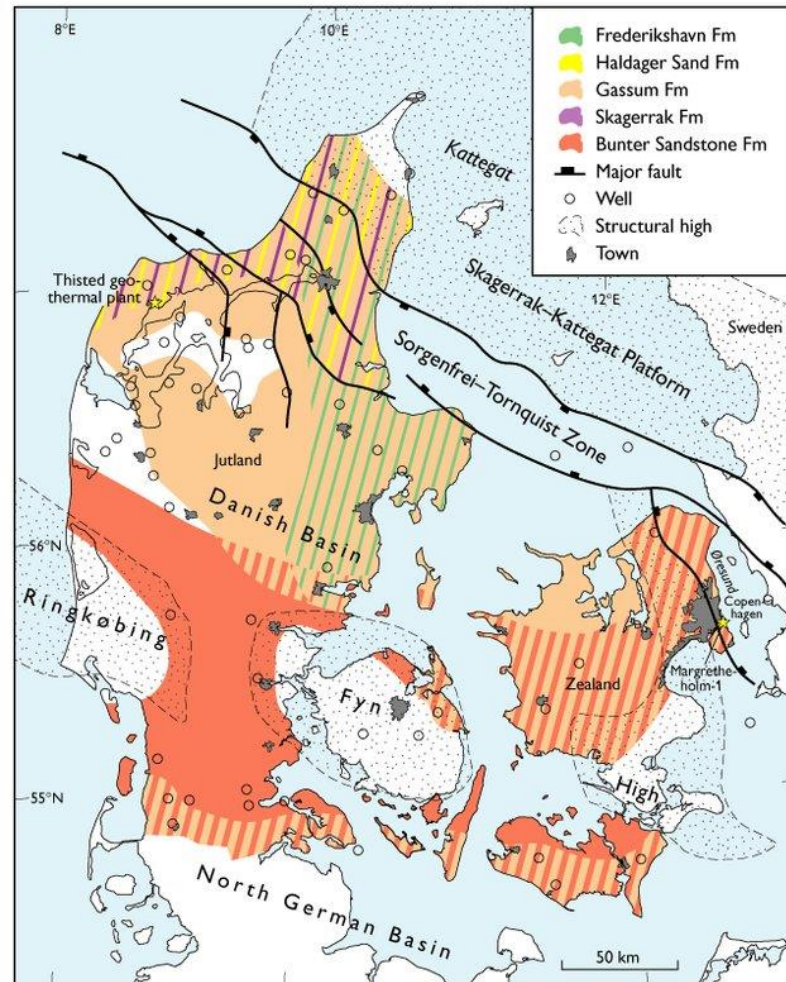 8°E
10°E
Frederikshavn Fm
Haldager Sand Fm
Gassum Fm
Skagerrak Fm
Bunter Sandstone Fm
Major fault
Well
Structural high
Town
Kattegat
Thisted geo-
thermal plant
12°E
Skagerrak–Kattegat Platform
Sweden
Sorgenfrei–Tornquist Zone
Jutland
Danish Basin
56°N
Øresund
Copen-
hagen
Ringkøbing
Margrethe-
holm-1
Fyn
Zealand
High
55°N
North German Basin
50 km